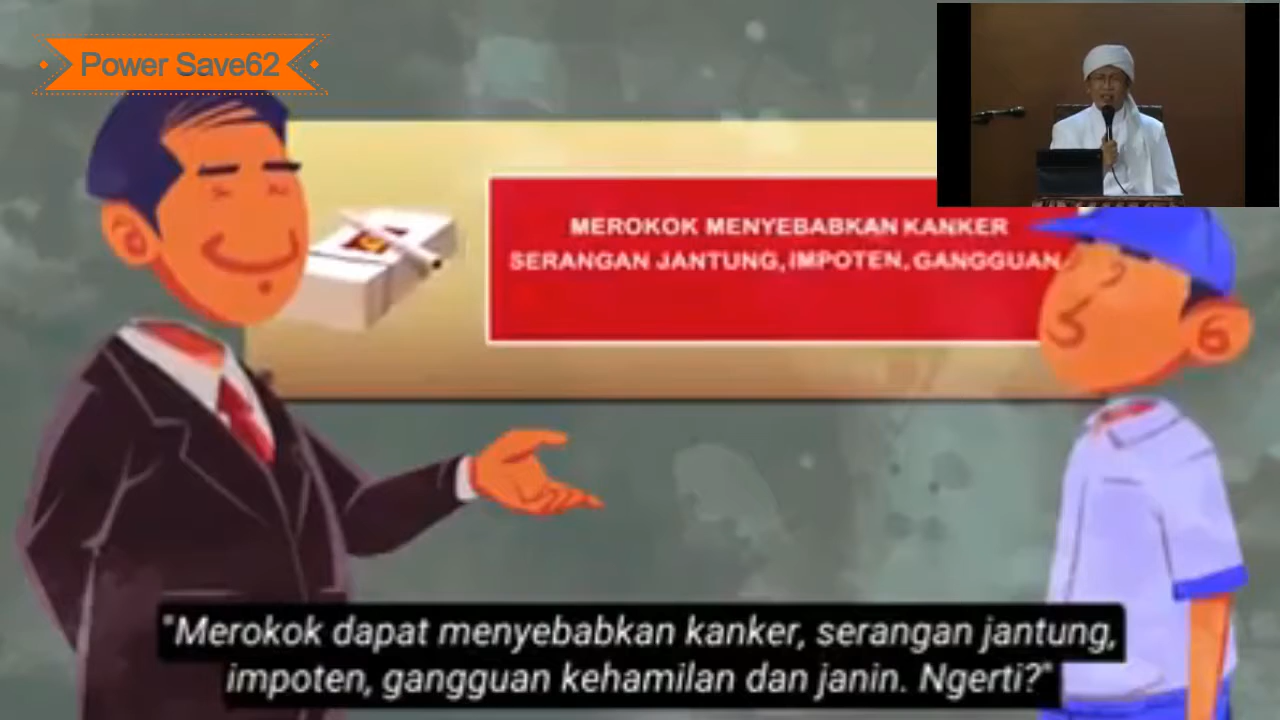 Power Save62
MEROKOK MENYEBABKAN KANKER
SERANGAN JANTUNG, IMPOTEN, GANGGUAN
"Merokok dapat menyebabkan kanker, serangan jantung,
impoten, gangguan kehamilan dan janin. Ngerti?"